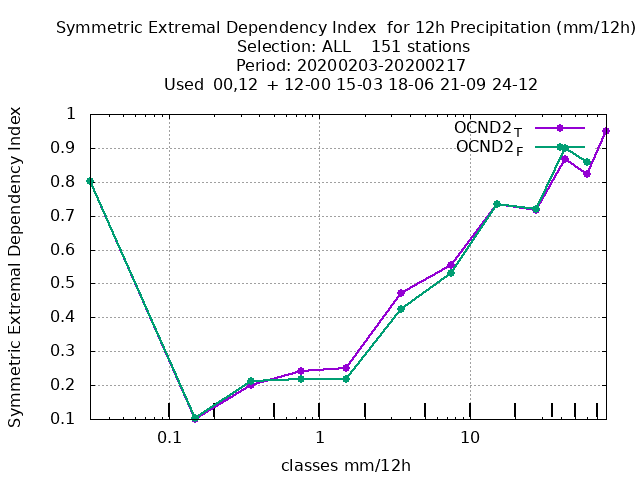 Symmetric Extremal Dependency Index  for 12h Precipitation (mm/12h)
Selection: ALL    151 stations
Period: 20200203-20200217
Used  00,12  + 12-00 15-03 18-06 21-09 24-12
Symmetric Extremal Dependency Index
1
0.9
0.8
0.7
0.6
0.5
0.4
0.3
0.2
0.1
OCND2T
OCND2F
0.1 1 10
classes mm/12h